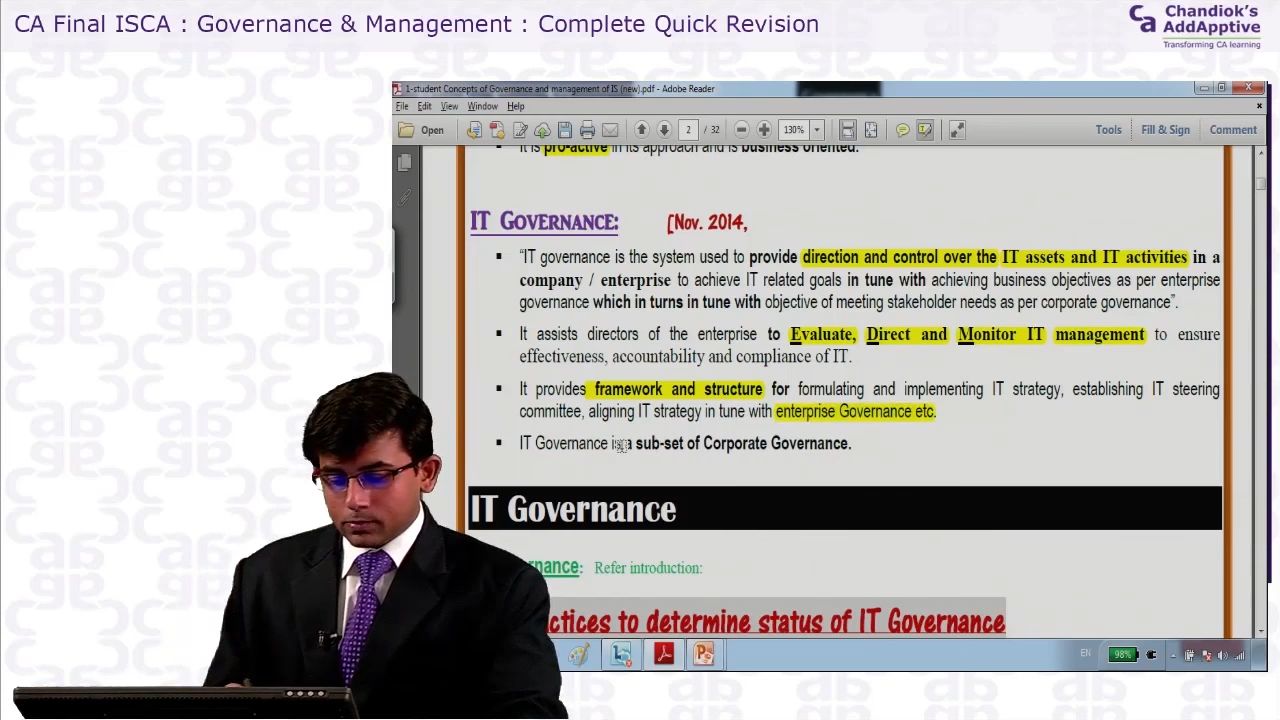 CA Final ISCA : Governance & Management : Complete Quick Revision
Chandiok's
AddApptive
Transforming CA learning
1-student Concepts of Governance and management of IS (new).pdf - Adobe Reader
File Edit View Window Help
Open 2 / 32 130% Tools Fill & Sign Comment
▪ It is pro-active in its approach and is business oriented.
IT GOVERNANCE: [Nov. 2014,
▪ “IT governance is the system used to provide direction and control over the IT assets and IT activities in a
company / enterprise to achieve IT related goals in tune with achieving business objectives as per enterprise
governance which in turns in tune with objective of meeting stakeholder needs as per corporate governance”.
▪ It assists directors of the enterprise to Evaluate, Direct and Monitor IT management to ensure
effectiveness, accountability and compliance of IT.
▪ It provides framework and structure for formulating and implementing IT strategy, establishing IT steering
committee, aligning IT strategy in tune with enterprise Governance etc.
▪ IT Governance is a sub-set of Corporate Governance.
IT Governance
nance: Refer introduction:
ctices to determine status of IT Governance
EN 98%